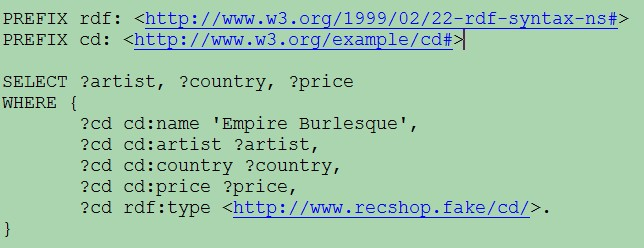 PREFIX rdf: <http://www.w3.org/1999/02/22-rdf-syntax-ns#>
PREFIX cd: <http://www.w3.org/example/cd#>
SELECT ?artist, ?country, ?price
WHERE {
?cd cd:name 'Empire Burlesque',
?cd cd:artist ?artist,
?cd cd:country ?country,
?cd cd:price ?price,
?cd rdf:type <http://www.recshop.fake/cd/>.
}